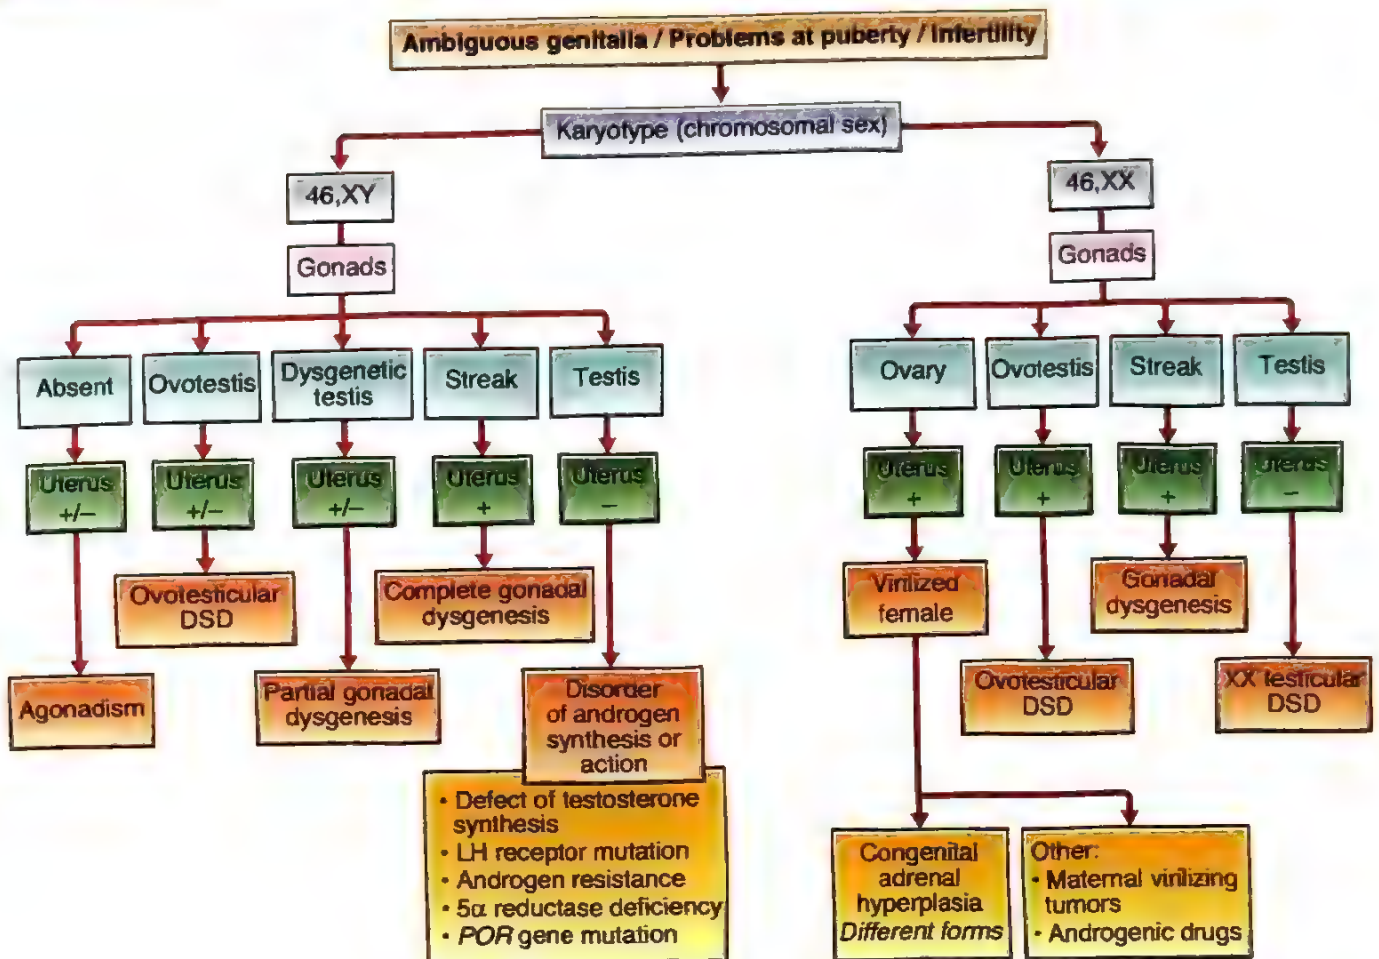 Ambiguous genitalia / Problems at puberty / Infertility
Karyotype (chromosomal sex)
46,XY
46,XX
Gonads
Gonads
Absent
Ovotestis
Dysgenetic
testis
Streak
Testis
Ovary
Ovotestis
Streak
Testis
Uterus
+/−
Uterus
+/−
Uterus
+/−
Uterus
+
Uterus
−
Uterus
+
Uterus
+
Uterus
+
Uterus
−
Ovotesticular
DSD
Complete gonadal
dysgenesis
Virilized
female
Gonadal
dysgenesis
Agonadism
Partial gonadal
dysgenesis
Disorder
of androgen
synthesis or
action
Ovotesticular
DSD
XX testicular
DSD
• Defect of testosterone
synthesis
• LH receptor mutation
• Androgen resistance
• 5α reductase deficiency
• POR gene mutation
Congenital
adrenal
hyperplasia
Different forms
Other:
• Maternal virilizing
tumors
• Androgenic drugs